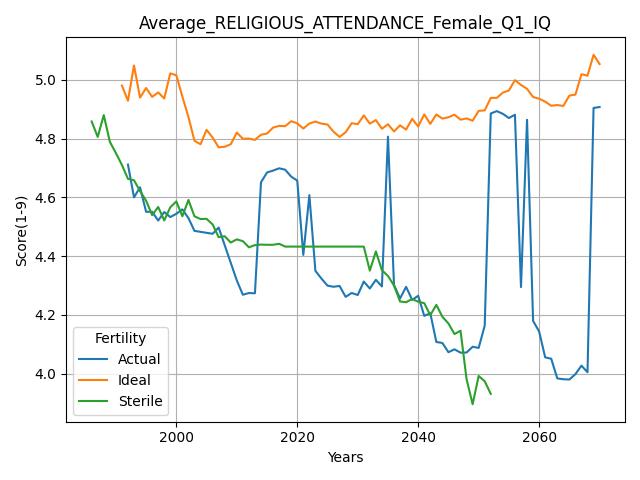 Average_RELIGIOUS_ATTENDANCE_Female_Q1_IQ
Score(1-9)
5.0
4.8
4.6
4.4
4.2
4.0
Fertility
Actual
Ideal
Sterile
2000 2020 2040 2060
Years